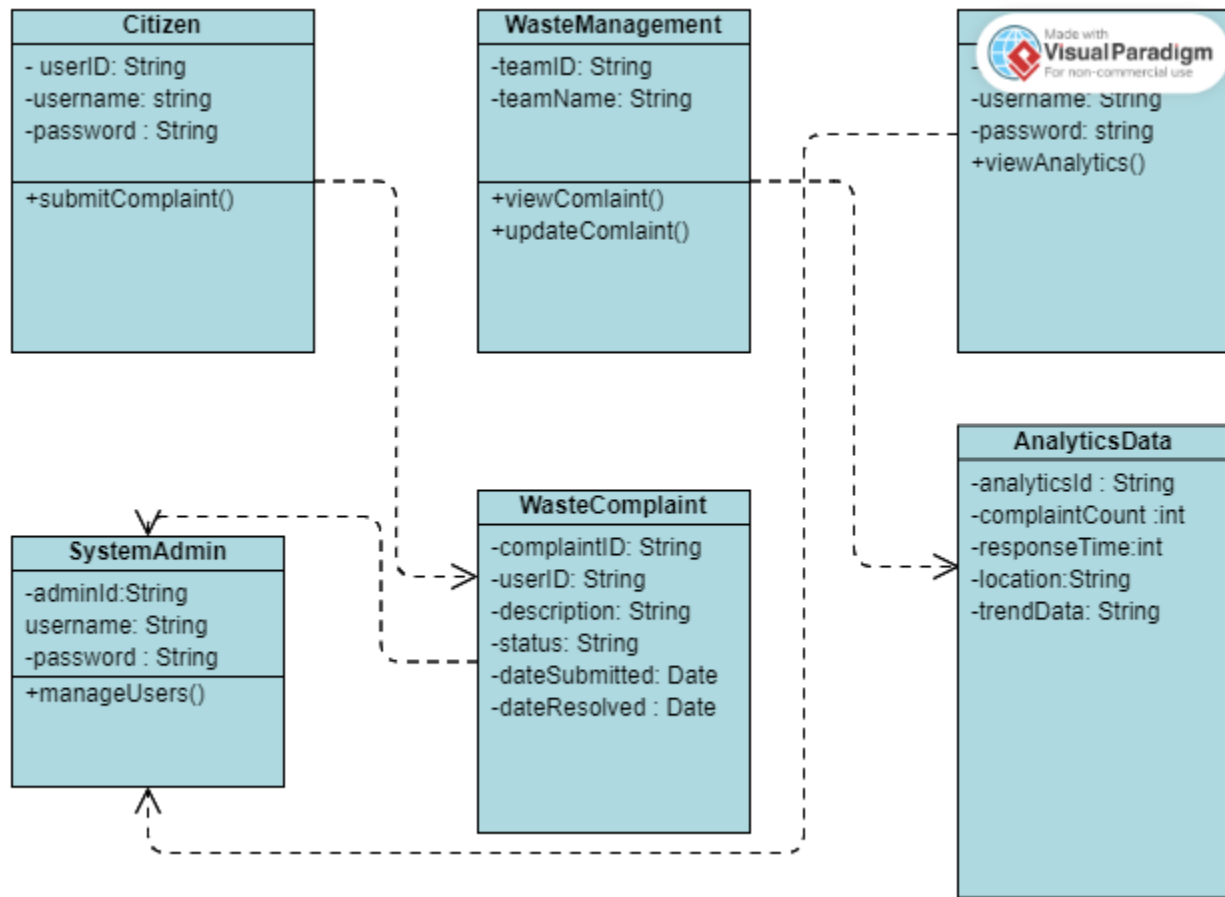 Citizen
- userID: String
-username: string
-password : String
+submitComplaint()
WasteManagement
-teamID: String
-teamName: String
+viewComlaint()
+updateComlaint()
Made with
Visual Paradigm
For non-commercial use
-username: String
-password: string
+viewAnalytics()
SystemAdmin
-adminId:String
username: String
-password : String
+manageUsers()
WasteComplaint
-complaintID: String
-userID: String
-description: String
-status: String
-dateSubmitted: Date
-dateResolved : Date
AnalyticsData
-analyticsId : String
-complaintCount :int
-responseTime:int
-location:String
-trendData: String